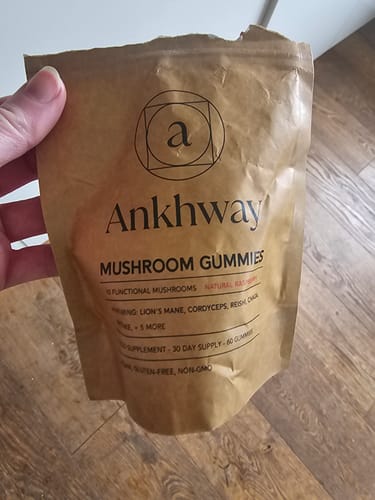 a
Ankhway
MUSHROOM GUMMIES
10 FUNCTIONAL MUSHROOMS NATURAL
LION'S MANE, CORDYCEPS, REISHI, CHAGA,
+ 5 MORE
SUPPLEMENT - 30 DAY SUPPLY - 60 GUMMIES
GLUTEN-FREE, NON-GMO